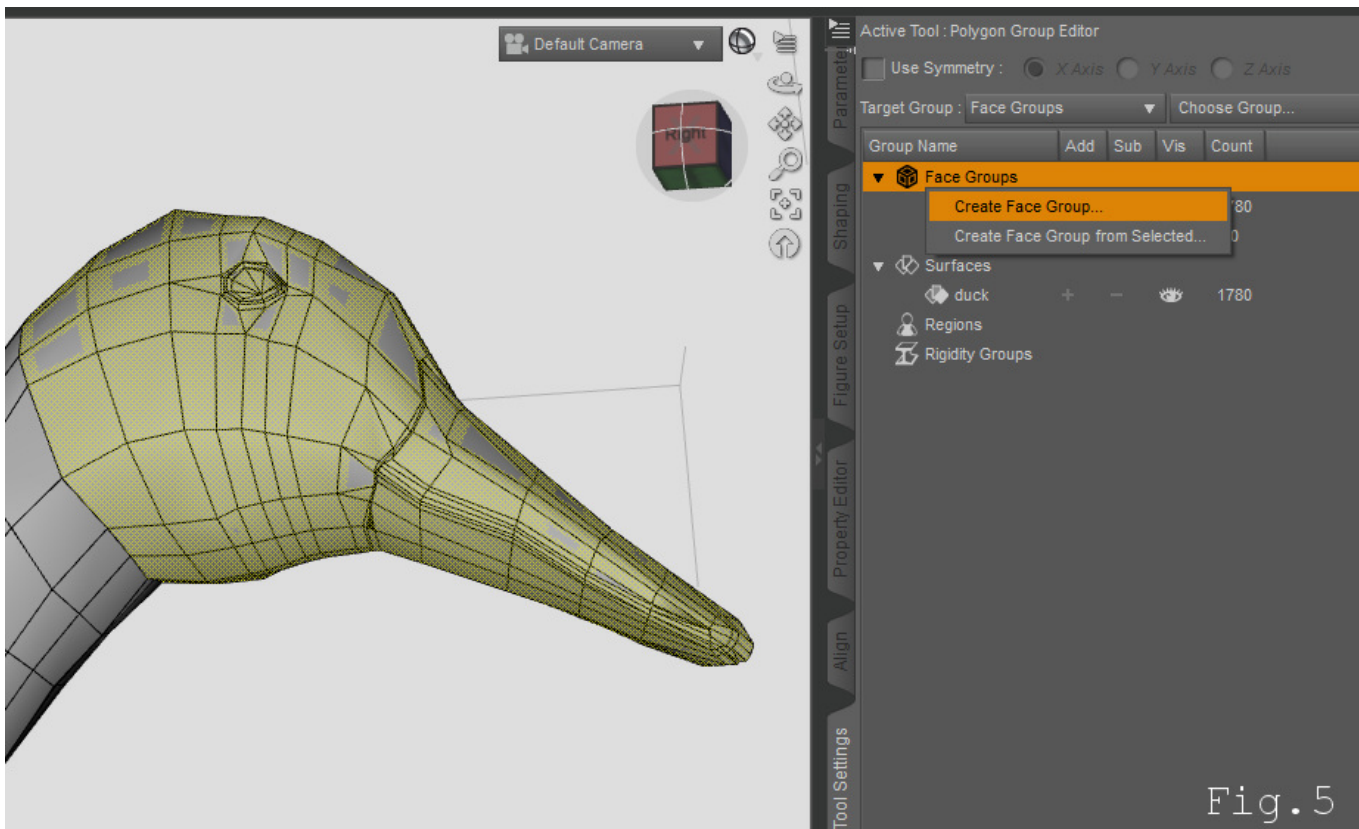 Default Camera
Right
Parameter
Shaping
Figure Setup
Property Editor
Align
Tool Settings
Active Tool : Polygon Group Editor
Use Symmetry : X Axis Y Axis Z Axis
Target Group : Face Groups Choose Group...
Group Name Add Sub Vis Count
Face Groups
Create Face Group...
80
Create Face Group from Selected...
0
Surfaces
duck + − 1780
Regions
Rigidity Groups
Fig.5